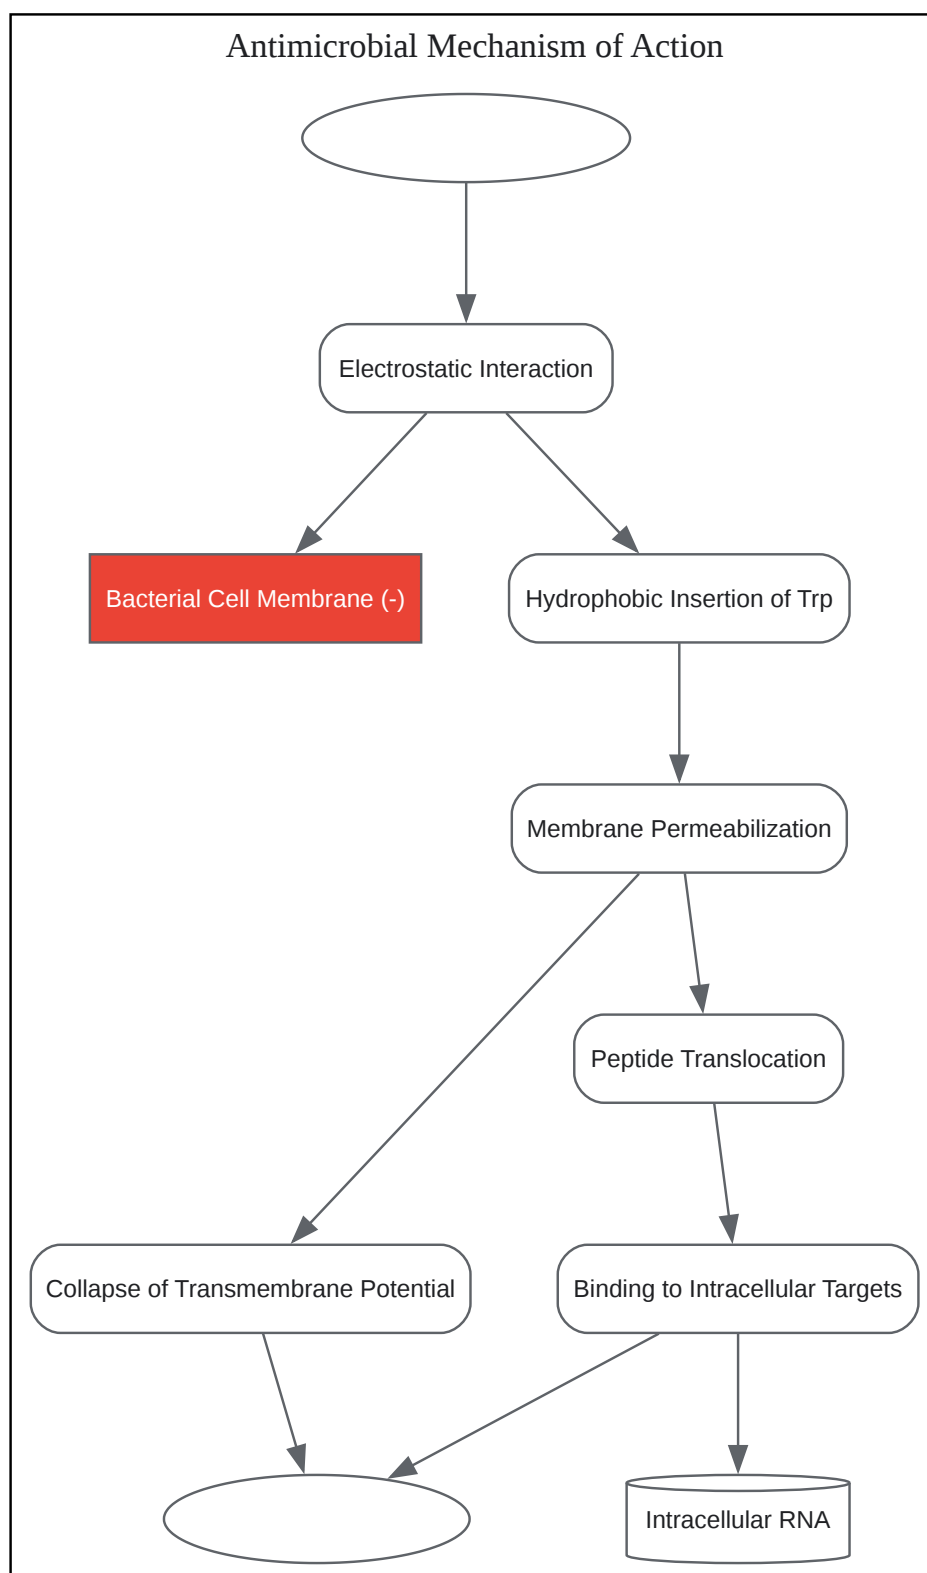 Antimicrobial Mechanism of Action
Electrostatic Interaction
Bacterial Cell Membrane (-)
Hydrophobic Insertion of Trp
Membrane Permeabilization
Peptide Translocation
Collapse of Transmembrane Potential
Binding to Intracellular Targets
Intracellular RNA